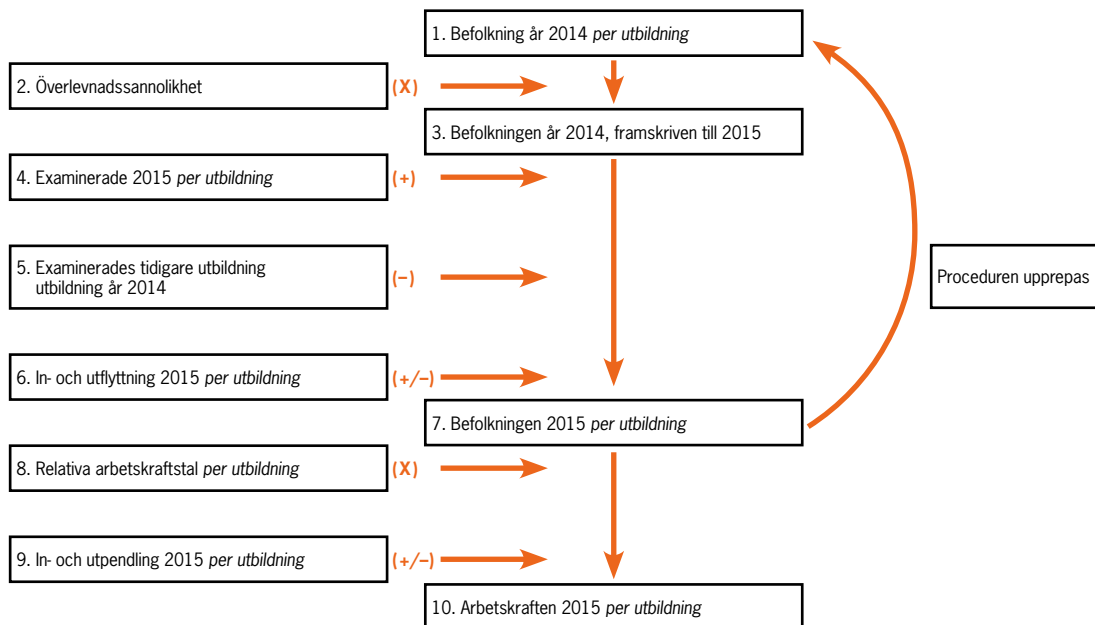 1. Befolkning år 2014 per utbildning
2. Överlevnadssannolikhet
(X)
3. Befolkningen år 2014, framskriven till 2015
4. Examinerade 2015 per utbildning
(+)
5. Examinerades tidigare utbildning
utbildning år 2014
(–)
Proceduren upprepas
6. In- och utflyttning 2015 per utbildning
(+/–)
7. Befolkningen 2015 per utbildning
8. Relativa arbetskraftstal per utbildning
(X)
9. In- och utpendling 2015 per utbildning
(+/–)
10. Arbetskraften 2015 per utbildning